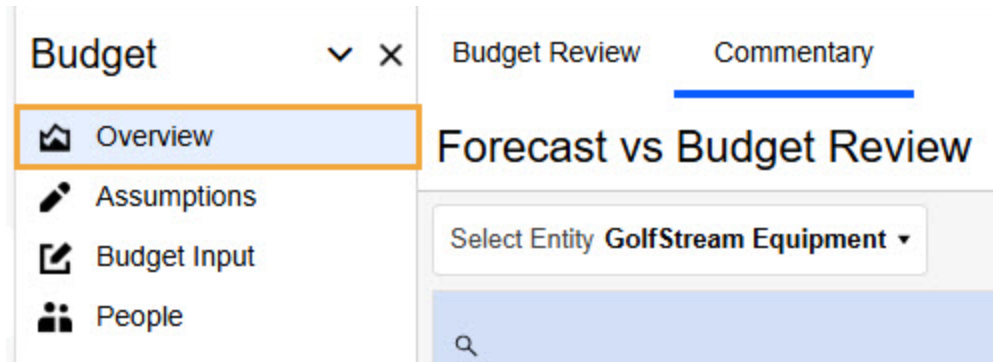 Budget
Overview
Assumptions
Budget Input
People
Budget Review
Commentary
Forecast vs Budget Review
Select Entity GolfStream Equipment